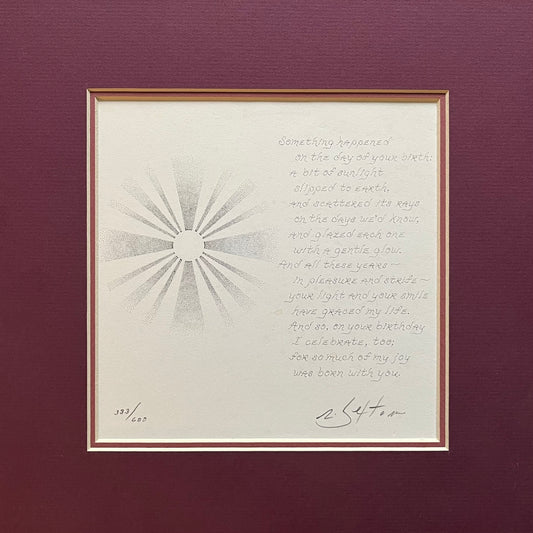 Something happened
on the day of your birth:
A bit of sunlight
slipped to earth,
And scattered its rays
on the days we'd know,
And glazed each one
with a gentle glow.
And all these years—
in pleasure and strife—
your light and your smile
have graced my life.
And so, on your birthday
I celebrate, too;
for so much of my joy
was born with you.
333/600
R. Sexton